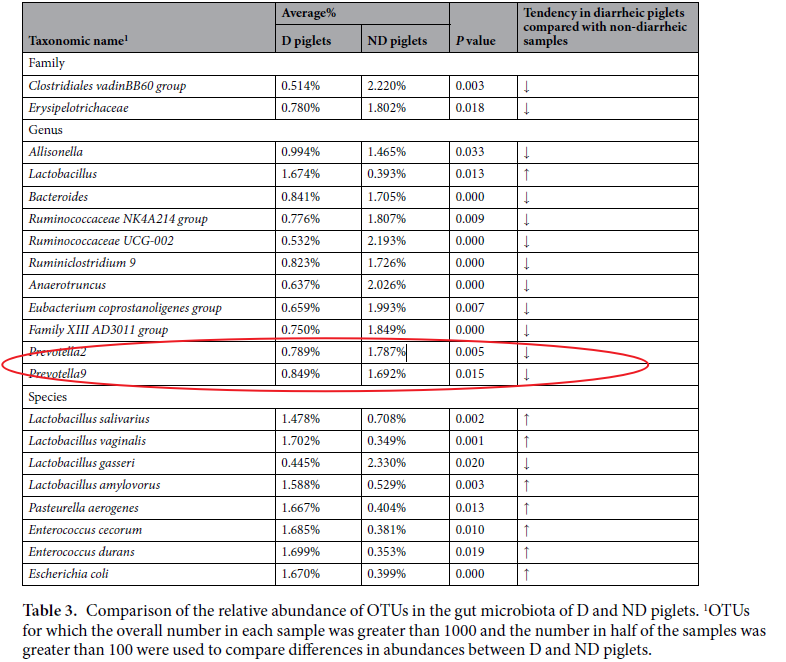 Taxonomic name1 Average% P value Tendency in diarrheic piglets compared with non-diarrheic samples
D piglets ND piglets
Family
Clostridiales vadinBB60 group 0.514% 2.220% 0.003 ↓
Erysipelotrichaceae 0.780% 1.802% 0.018 ↓
Genus
Allisonella 0.994% 1.465% 0.033 ↓
Lactobacillus 1.674% 0.393% 0.013 ↑
Bacteroides 0.841% 1.705% 0.000 ↓
Ruminococcaceae NK4A214 group 0.776% 1.807% 0.009 ↓
Ruminococcaceae UCG-002 0.532% 2.193% 0.000 ↓
Ruminiclostridium 9 0.823% 1.726% 0.000 ↓
Anaerotruncus 0.637% 2.026% 0.000 ↓
Eubacterium coprostanoligenes group 0.659% 1.993% 0.007 ↓
Family XIII AD3011 group 0.750% 1.849% 0.000 ↓
Prevotella2 0.789% 1.787% 0.005 ↓
Prevotella9 0.849% 1.692% 0.015 ↓
Species
Lactobacillus salivarius 1.478% 0.708% 0.002 ↑
Lactobacillus vaginalis 1.702% 0.349% 0.001 ↑
Lactobacillus gasseri 0.445% 2.330% 0.020 ↓
Lactobacillus amylovorus 1.588% 0.529% 0.003 ↑
Pasteurella aerogenes 1.667% 0.404% 0.013 ↑
Enterococcus cecorum 1.685% 0.381% 0.010 ↑
Enterococcus durans 1.699% 0.353% 0.019 ↑
Escherichia coli 1.670% 0.399% 0.000 ↑
Table 3. Comparison of the relative abundance of OTUs in the gut microbiota of D and ND piglets. 1OTUs
for which the overall number in each sample was greater than 1000 and the number in half of the samples was
greater than 100 were used to compare differences in abundances between D and ND piglets.